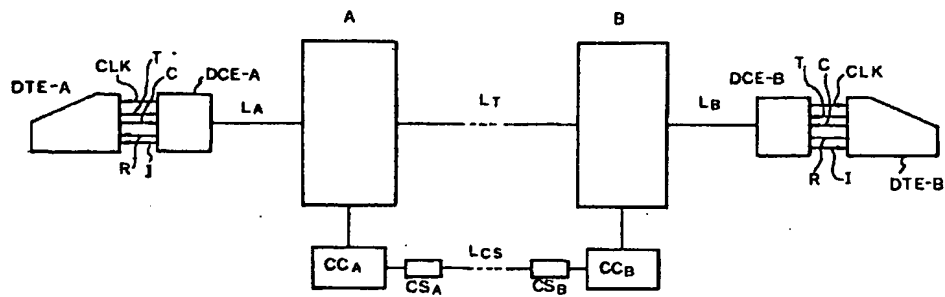 A
B
DTE-A
CLK
T
C
DCE-A
LA
LT
LB
DCE-B
T
C
CLK
R
I
R
I
DTE-B
CCA
CSA
LCS
CSB
CCB